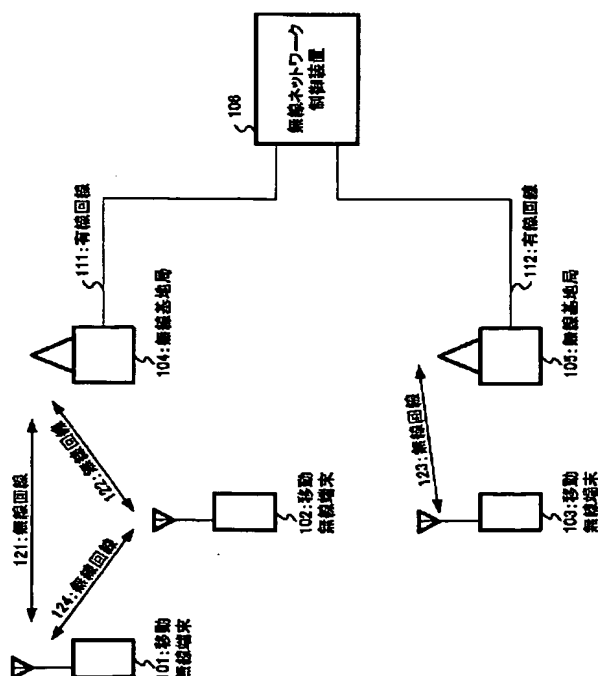 無線ネットワーク
制御装置
106
111:有線回線
112:有線回線
104:無線基地局
105:無線基地局
121:無線回線
122:無線回線
124:無線回線
123:無線回線
101:移動
無線端末
102:移動
無線端末
103:移動
無線端末